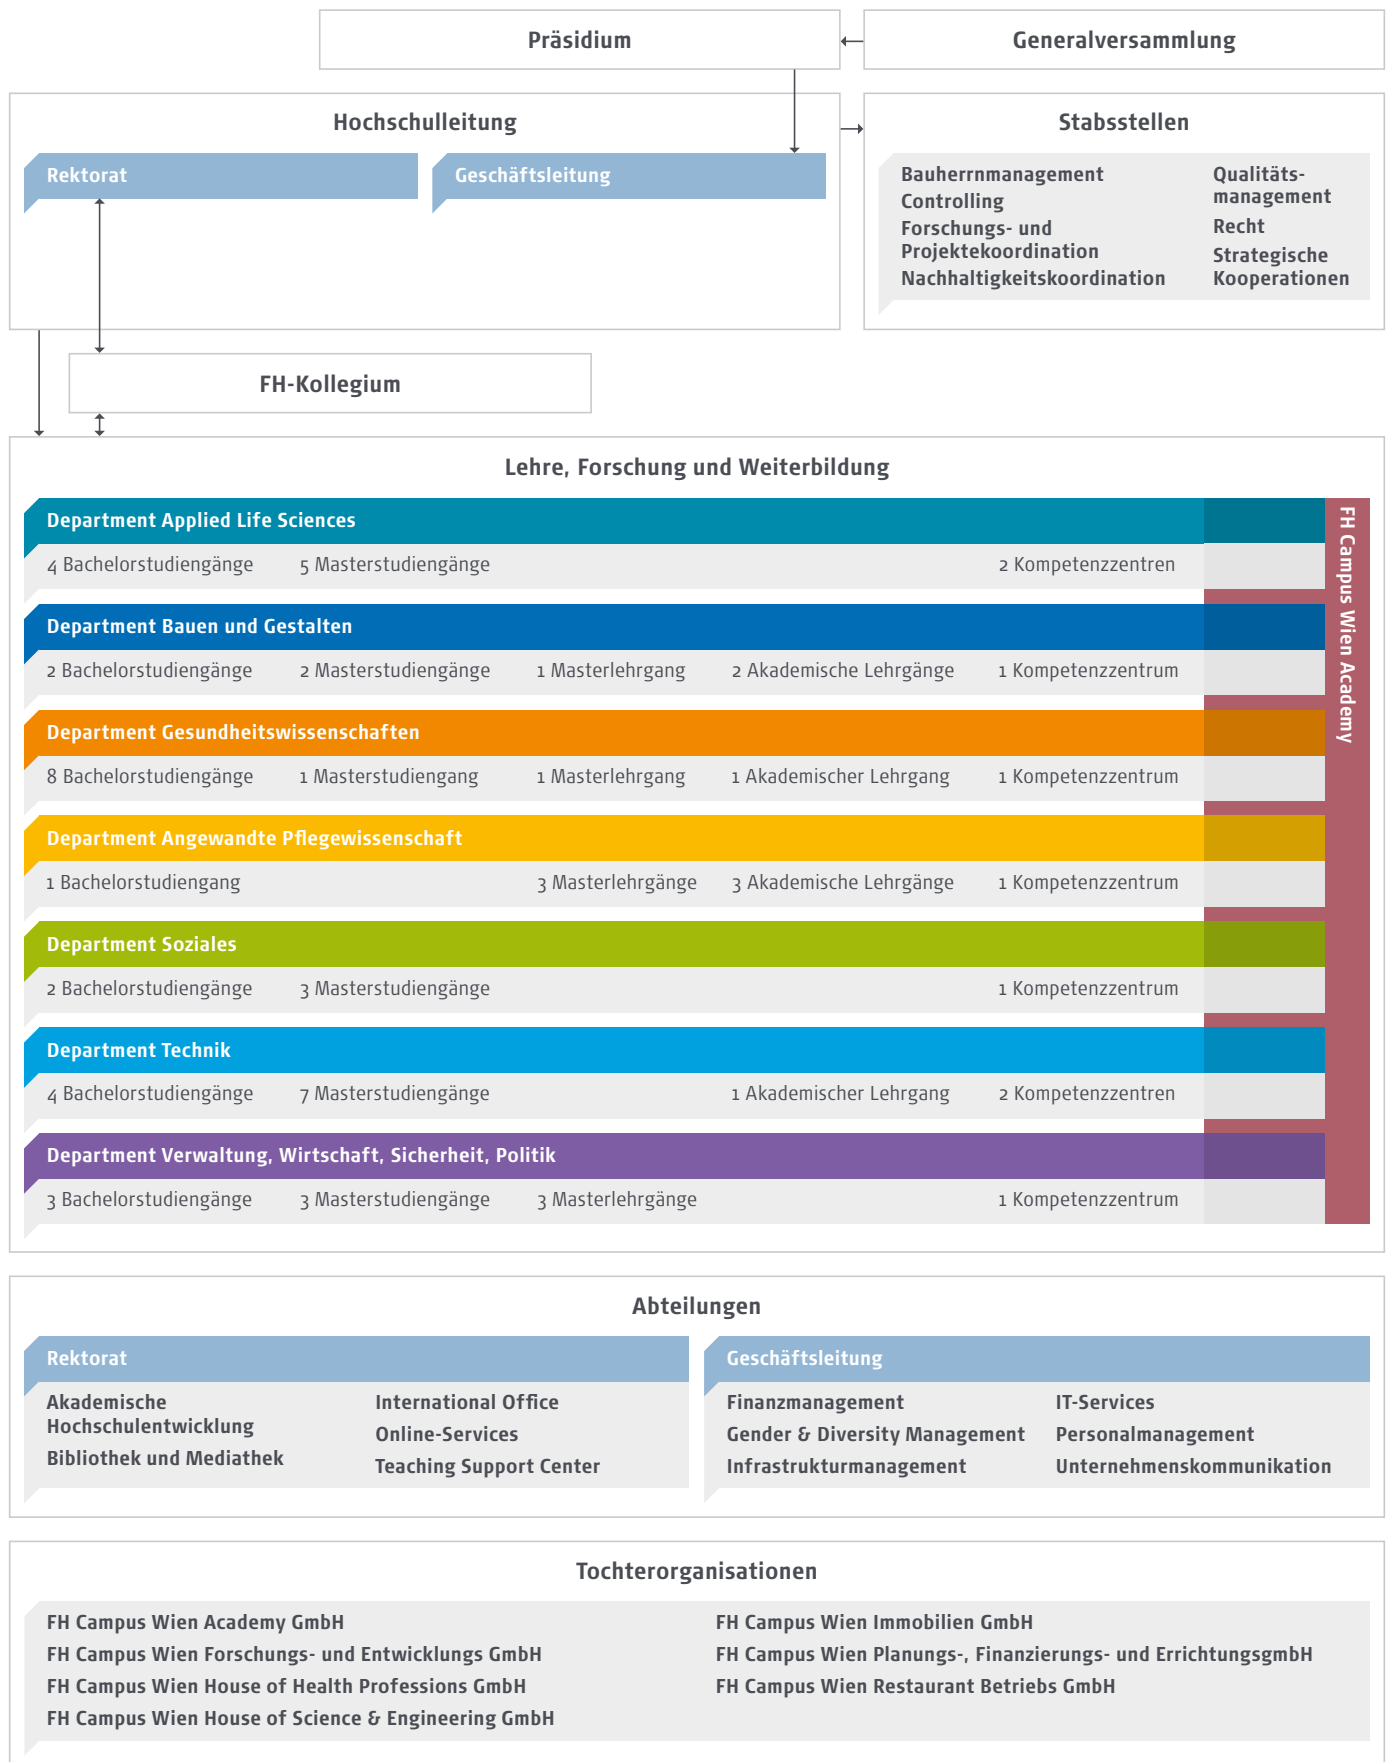 Präsidium
Generalversammlung
Hochschulleitung
Rektorat
Geschäftsleitung
Stabsstellen
Bauherrnmanagement
Controlling
Forschungs- und
Projektekoordination
Nachhaltigkeitskoordination
Qualitäts-
management
Recht
Strategische
Kooperationen
FH-Kollegium
Lehre, Forschung und Weiterbildung
FH Campus Wien Academy
Department Applied Life Sciences
4 Bachelorstudiengänge 5 Masterstudiengänge 2 Kompetenzzentren
Department Bauen und Gestalten
2 Bachelorstudiengänge 2 Masterstudiengänge 1 Masterlehrgang 2 Akademische Lehrgänge 1 Kompetenzzentrum
Department Gesundheitswissenschaften
8 Bachelorstudiengänge 1 Masterstudiengang 1 Masterlehrgang 1 Akademischer Lehrgang 1 Kompetenzzentrum
Department Angewandte Pflegewissenschaft
1 Bachelorstudiengang 3 Masterlehrgänge 3 Akademische Lehrgänge 1 Kompetenzzentrum
Department Soziales
2 Bachelorstudiengänge 3 Masterstudiengänge 1 Kompetenzzentrum
Department Technik
4 Bachelorstudiengänge 7 Masterstudiengänge 1 Akademischer Lehrgang 2 Kompetenzzentren
Department Verwaltung, Wirtschaft, Sicherheit, Politik
3 Bachelorstudiengänge 3 Masterstudiengänge 3 Masterlehrgänge 1 Kompetenzzentrum
Abteilungen
Rektorat
Akademische
Hochschulentwicklung
Bibliothek und Mediathek
International Office
Online-Services
Teaching Support Center
Geschäftsleitung
Finanzmanagement
Gender & Diversity Management
Infrastrukturmanagement
IT-Services
Personalmanagement
Unternehmenskommunikation
Tochterorganisationen
FH Campus Wien Academy GmbH
FH Campus Wien Forschungs- und Entwicklungs GmbH
FH Campus Wien House of Health Professions GmbH
FH Campus Wien House of Science & Engineering GmbH
FH Campus Wien Immobilien GmbH
FH Campus Wien Planungs-, Finanzierungs- und ErrichtungsgmbH
FH Campus Wien Restaurant Betriebs GmbH